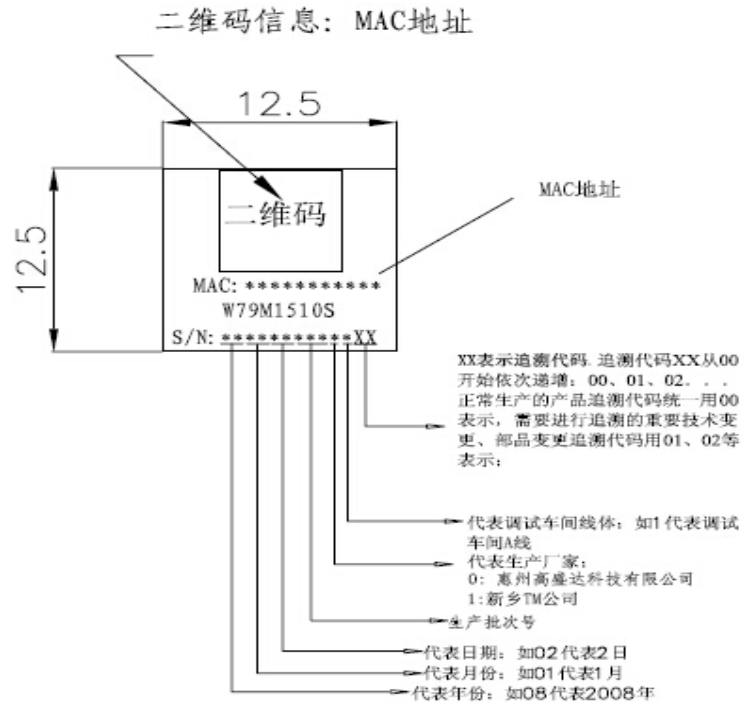 二维码信息: MAC地址
12.5
12.5
二维码
MAC地址
MAC: ***********
W79M1510S
S/N: ***********XX
XX表示追溯代码. 追溯代码XX从00
开始依次递增: 00、01、02...
正常生产的产品追溯代码统一用00
表示, 需要进行追溯的重要技术变
更、部品变更追溯代码用01、02等
表示;
代表调试车间线体: 如1代表调试
车间A线
代表生产厂家:
0: 惠州高盛达科技有限公司
1:新乡TM公司
生产批次号
代表日期: 如02代表2日
代表月份: 如01代表1月
代表年份: 如08代表2008年